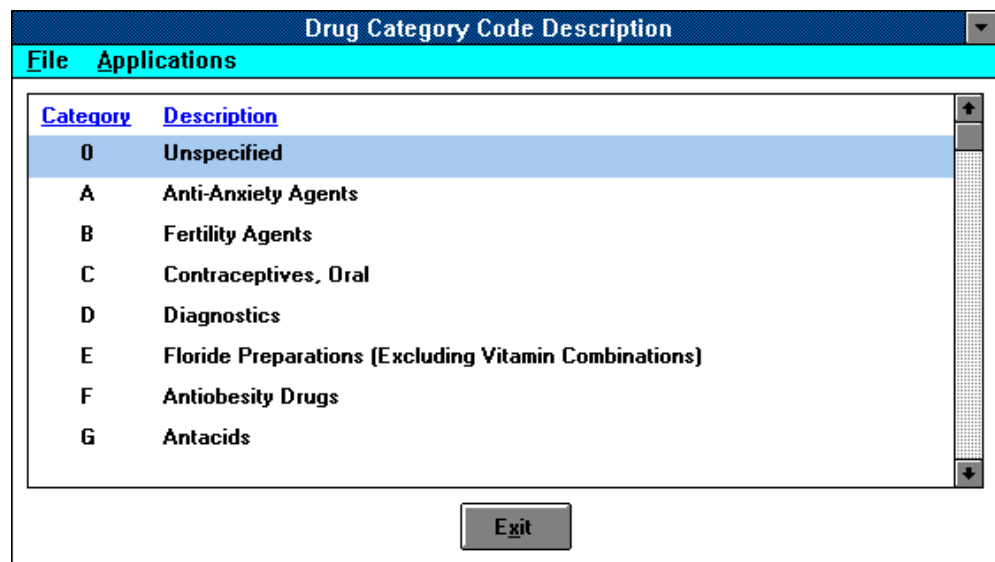 Drug Category Code Description
File Applications
Category Description
0 Unspecified
A Anti-Anxiety Agents
B Fertility Agents
C Contraceptives, Oral
D Diagnostics
E Floride Preparations (Excluding Vitamin Combinations)
F Antiobesity Drugs
G Antacids
Exit